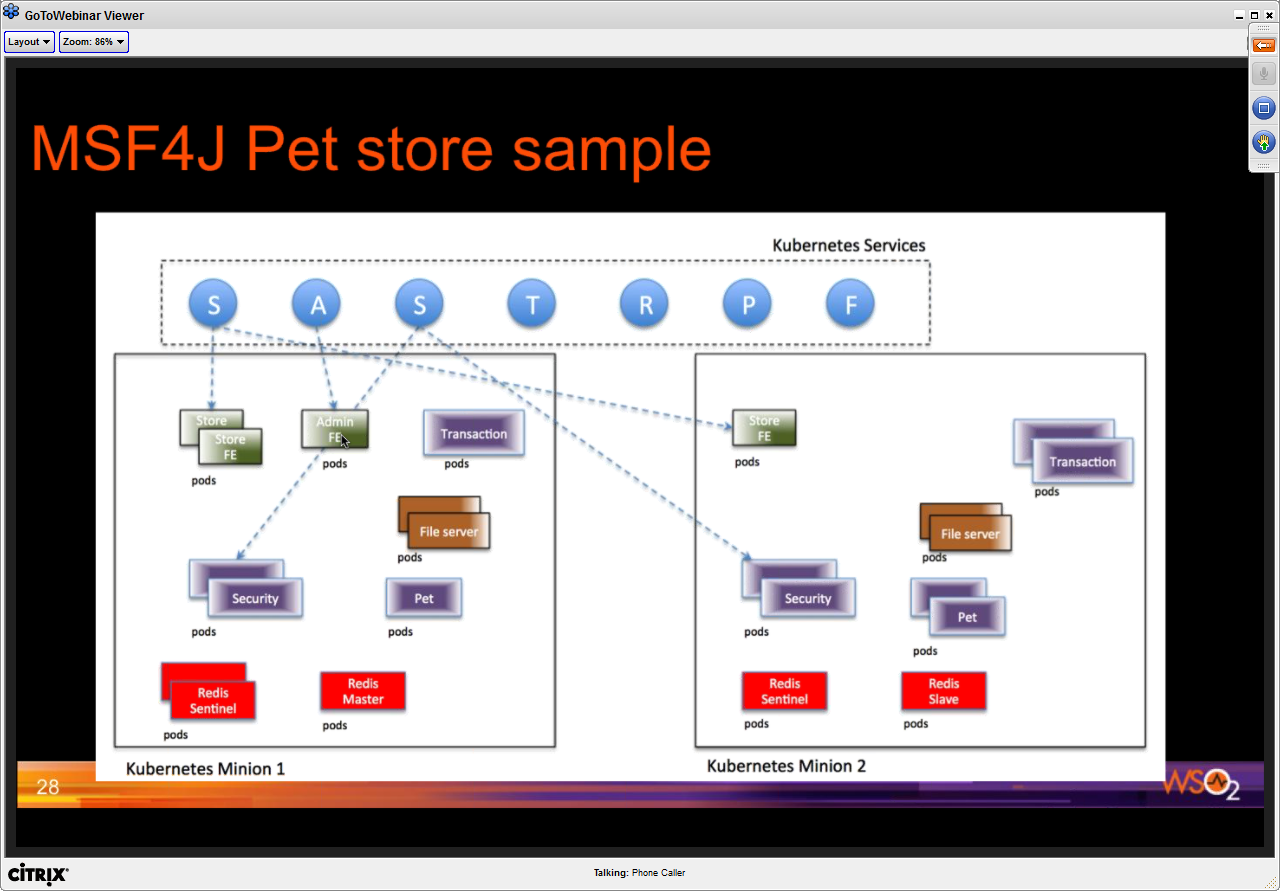 GoToWebinar Viewer
Layout
Zoom: 86%
MSF4J Pet store sample
Kubernetes Services
S A S T R P F
Store
Store
FE
pods
Admin
FE
pods
Transaction
pods
File server
pods
Security
pods
Pet
pods
Redis
Sentinel
pods
Redis
Master
pods
Kubernetes Minion 1
Store
FE
pods
Transaction
pods
File server
pods
Security
pods
Pet
pods
Redis
Sentinel
pods
Redis
Slave
pods
Kubernetes Minion 2
28
WSO2
CITRIX
Talking: Phone Caller